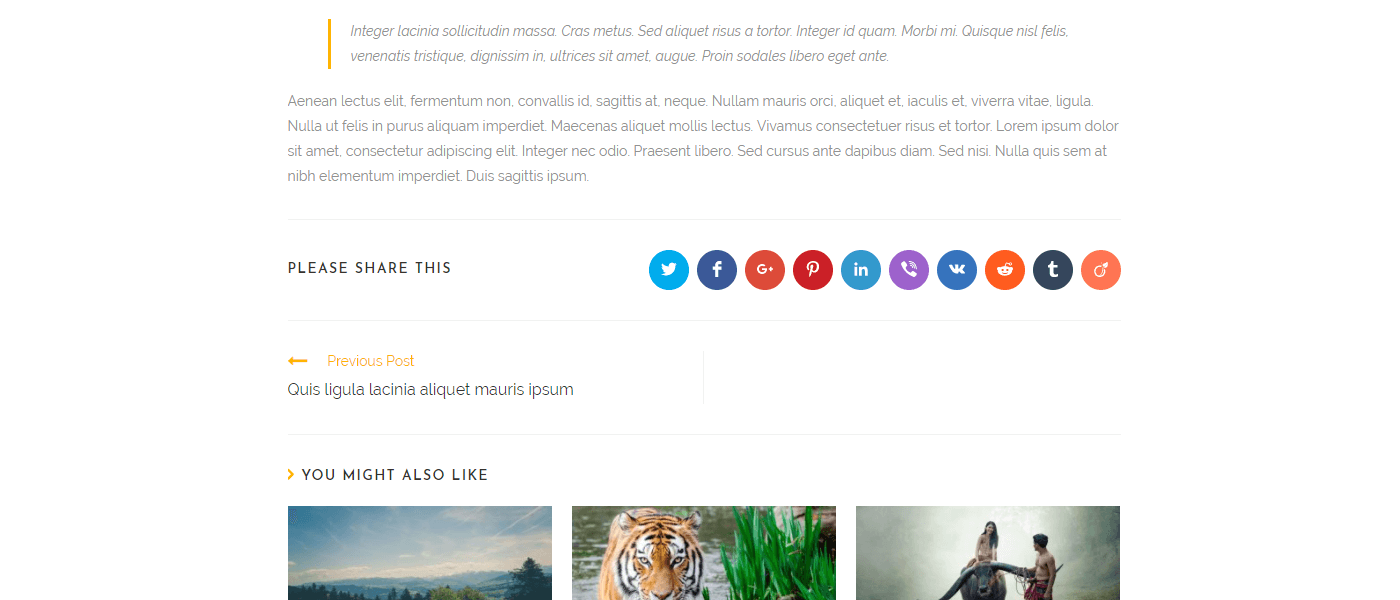 Integer lacinia sollicitudin massa. Cras metus. Sed aliquet risus a tortor. Integer id quam. Morbi mi. Quisque nisl felis,
venenatis tristique, dignissim in, ultrices sit amet, augue. Proin sodales libero eget ante.
Aenean lectus elit, fermentum non, convallis id, sagittis at, neque. Nullam mauris orci, aliquet et, iaculis et, viverra vitae, ligula.
Nulla ut felis in purus aliquam imperdiet. Maecenas aliquet mollis lectus. Vivamus consectetuer risus et tortor. Lorem ipsum dolor
sit amet, consectetur adipiscing elit. Integer nec odio. Praesent libero. Sed cursus ante dapibus diam. Sed nisi. Nulla quis sem at
nibh elementum imperdiet. Duis sagittis ipsum.
PLEASE SHARE THIS
Previous Post
Quis ligula lacinia aliquet mauris ipsum
YOU MIGHT ALSO LIKE